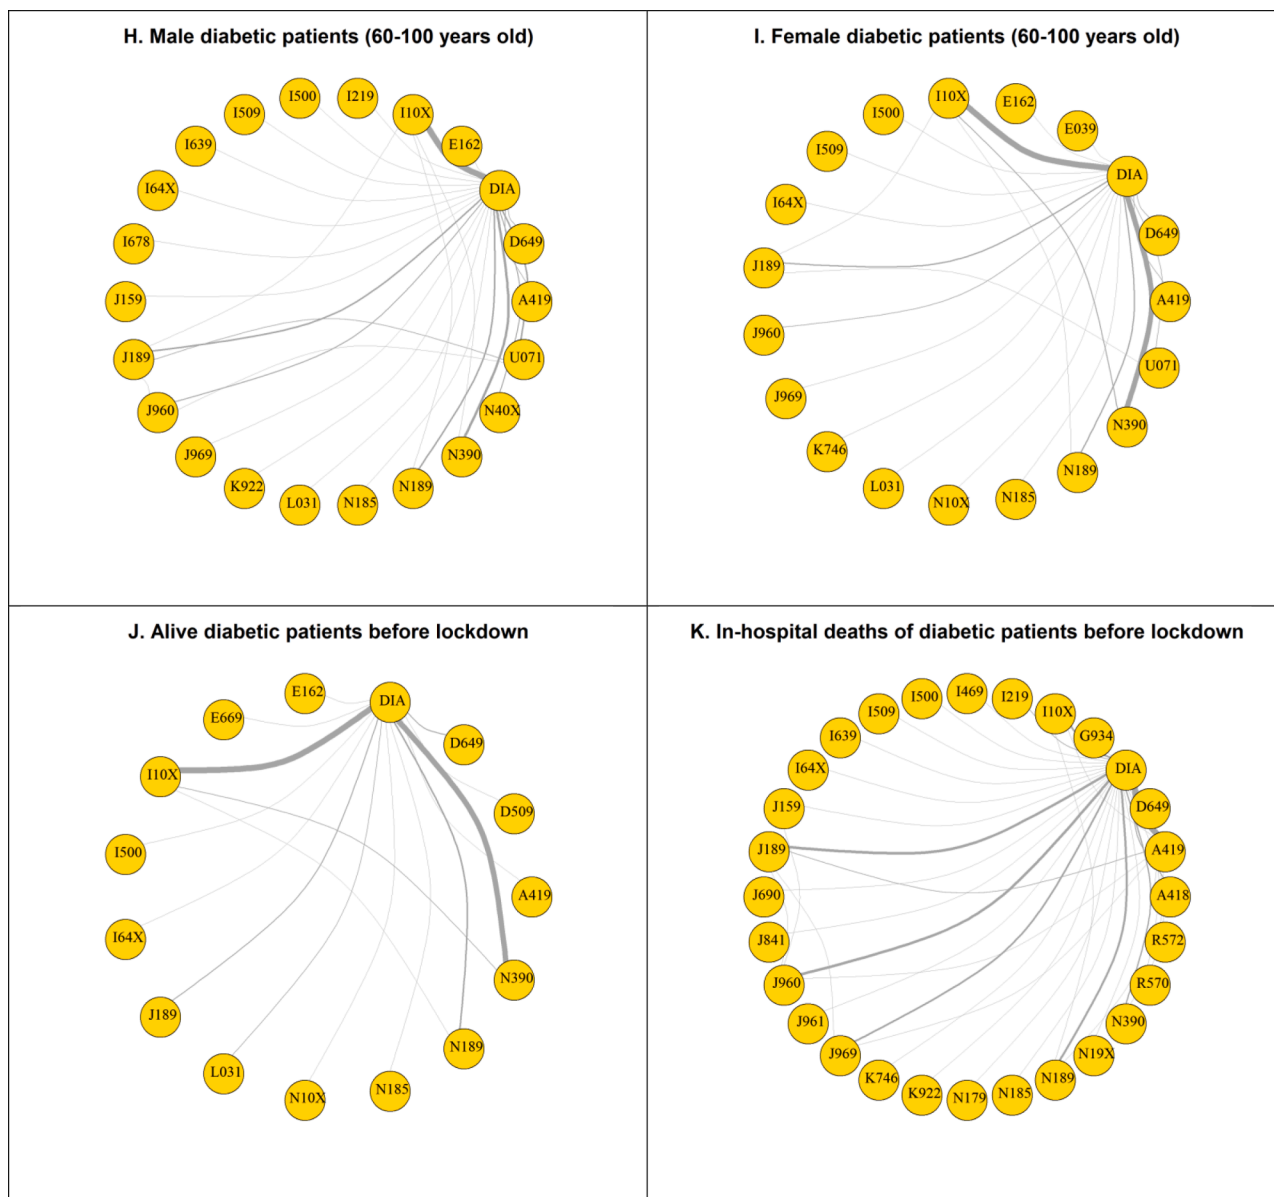 H. Male diabetic patients (60-100 years old)
I500
I219
I509
I10X
I639
E162
I64X
DIA
I678
D649
J159
A419
J189
U071
J960
N40X
J969
N390
K922
N189
L031
N185
I. Female diabetic patients (60-100 years old)
I10X
E162
I500
E039
I509
DIA
I64X
D649
J189
A419
J960
U071
J969
N390
K746
N189
L031
N10X
N185
J. Alive diabetic patients before lockdown
E162
DIA
E669
D649
I10X
D509
I500
A419
I64X
N390
J189
N189
L031
N10X
N185
K. In-hospital deaths of diabetic patients before lockdown
I500
I469
I219
I509
I10X
I639
G934
I64X
DIA
J159
D649
J189
A419
J690
A418
J841
R572
J960
R570
J961
N390
J969
N19X
K746
N189
K922
N179
N185